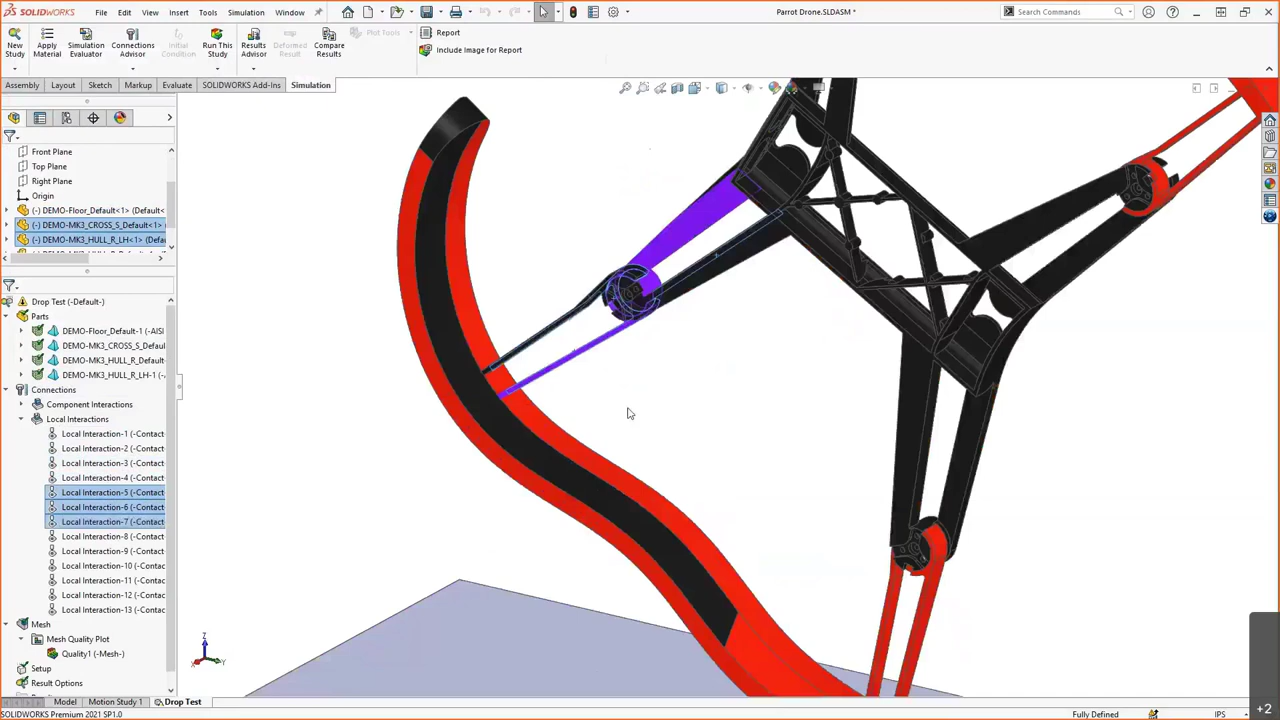 SOLIDWORKS File Edit View Insert Tools Simulation Window Parrot Drone.SLDASM * Search Commands
New Study
Apply Material
Simulation Evaluator
Connections Advisor
Initial Condition
Run This Study
Results Advisor
Deformed Result
Compare Results
Plot Tools
Report
Include Image for Report
Assembly Layout Sketch Markup Evaluate SOLIDWORKS Add-Ins Simulation
Front Plane
Top Plane
Right Plane
Origin
(-) DEMO-Floor_Default<1> (Default<
(-) DEMO-MK3_CROSS_S_Default<1>
(-) DEMO-MK3_HULL_R_LH<1> (Defau
Drop Test (-Default-)
Parts
DEMO-Floor_Default-1 (-AISI
DEMO-MK3_CROSS_S_Default
DEMO-MK3_HULL_R_Default
DEMO-MK3_HULL_R_LH-1 (-
Connections
Component Interactions
Local Interactions
Local Interaction-1 (-Contact
Local Interaction-2 (-Contact
Local Interaction-3 (-Contact
Local Interaction-4 (-Contact
Local Interaction-5 (-Contact
Local Interaction-6 (-Contact
Local Interaction-7 (-Contact
Local Interaction-8 (-Contact
Local Interaction-9 (-Contact
Local Interaction-10 (-Contact
Local Interaction-11 (-Contact
Local Interaction-12 (-Contact
Local Interaction-13 (-Contact
Mesh
Mesh Quality Plot
Quality1 (-Mesh-)
Setup
Result Options
Z
X
Y
Model Motion Study 1 Drop Test
SOLIDWORKS Premium 2021 SP1.0 Fully Defined IPS
+2